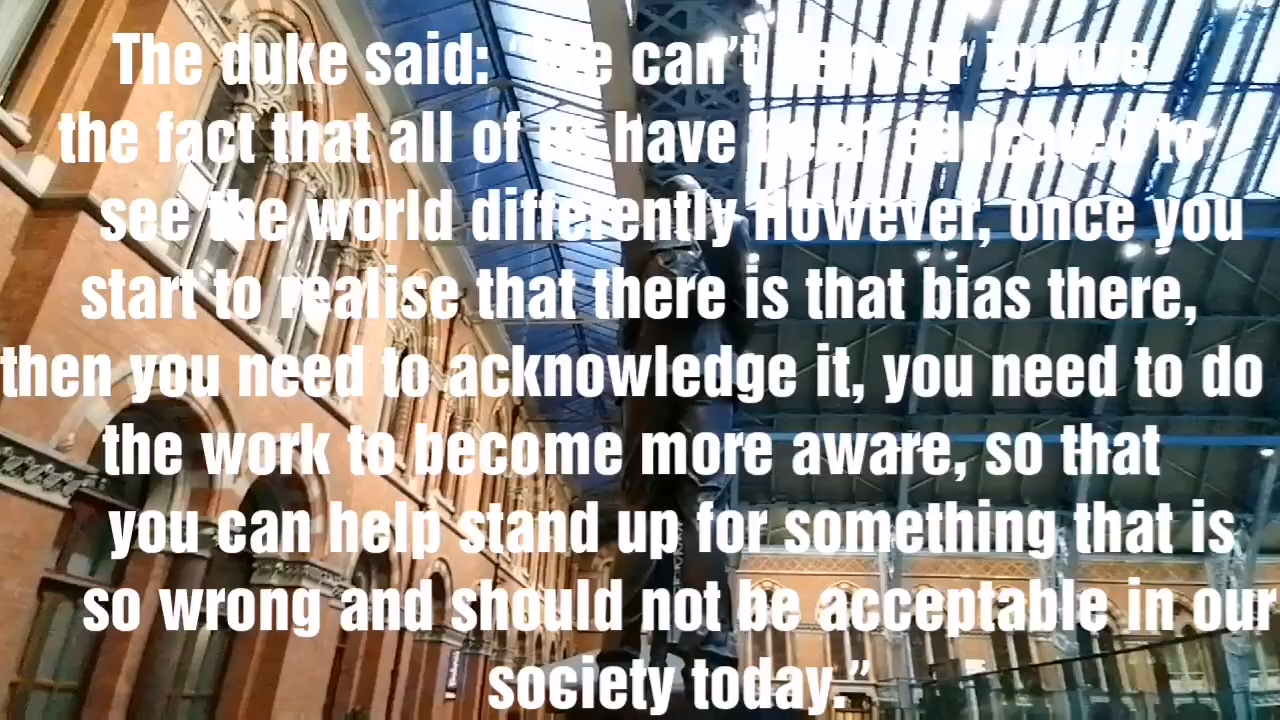 The duke said: “We can’t deny or ignore
the fact that all of us have been educated to
see the world differently However, once you
start to realise that there is that bias there,
then you need to acknowledge it, you need to do
the work to become more aware, so that
you can help stand up for something that is
so wrong and should not be acceptable in our
society today.”